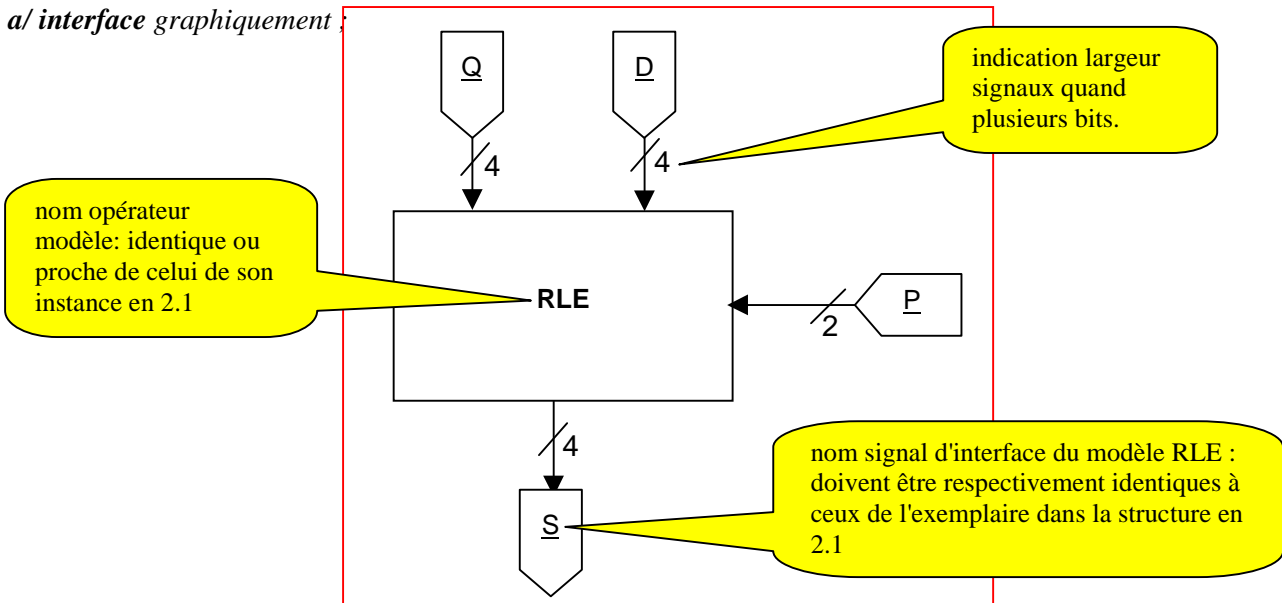 a/ interface graphiquement ;
Q
D
indication largeur
signaux quand
plusieurs bits.
4
4
nom opérateur
modèle: identique ou
proche de celui de son
instance en 2.1
RLE
P
2
4
nom signal d'interface du modèle RLE :
doivent être respectivement identiques à
ceux de l'exemplaire dans la structure en
2.1
S